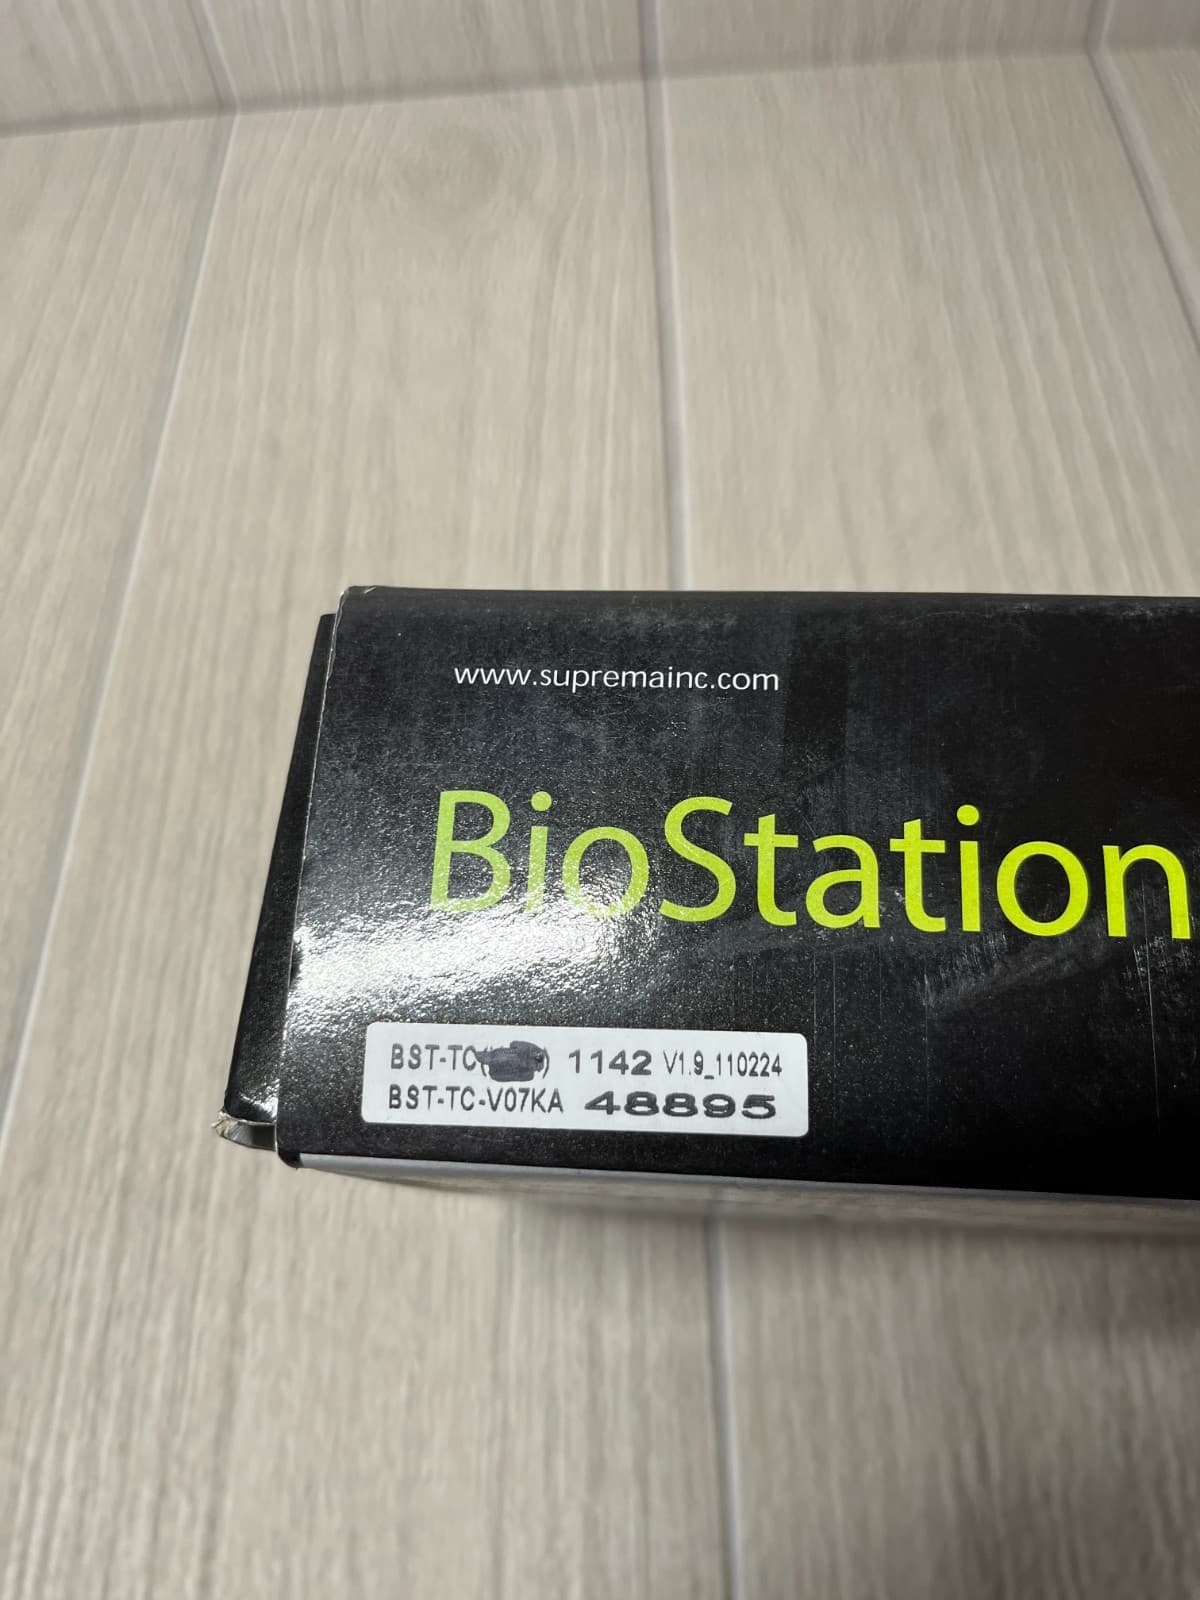 www.supremainc.com
BioStation
BST-TC( ) 1142 V1.9_110224
BST-TC-V07KA 48895